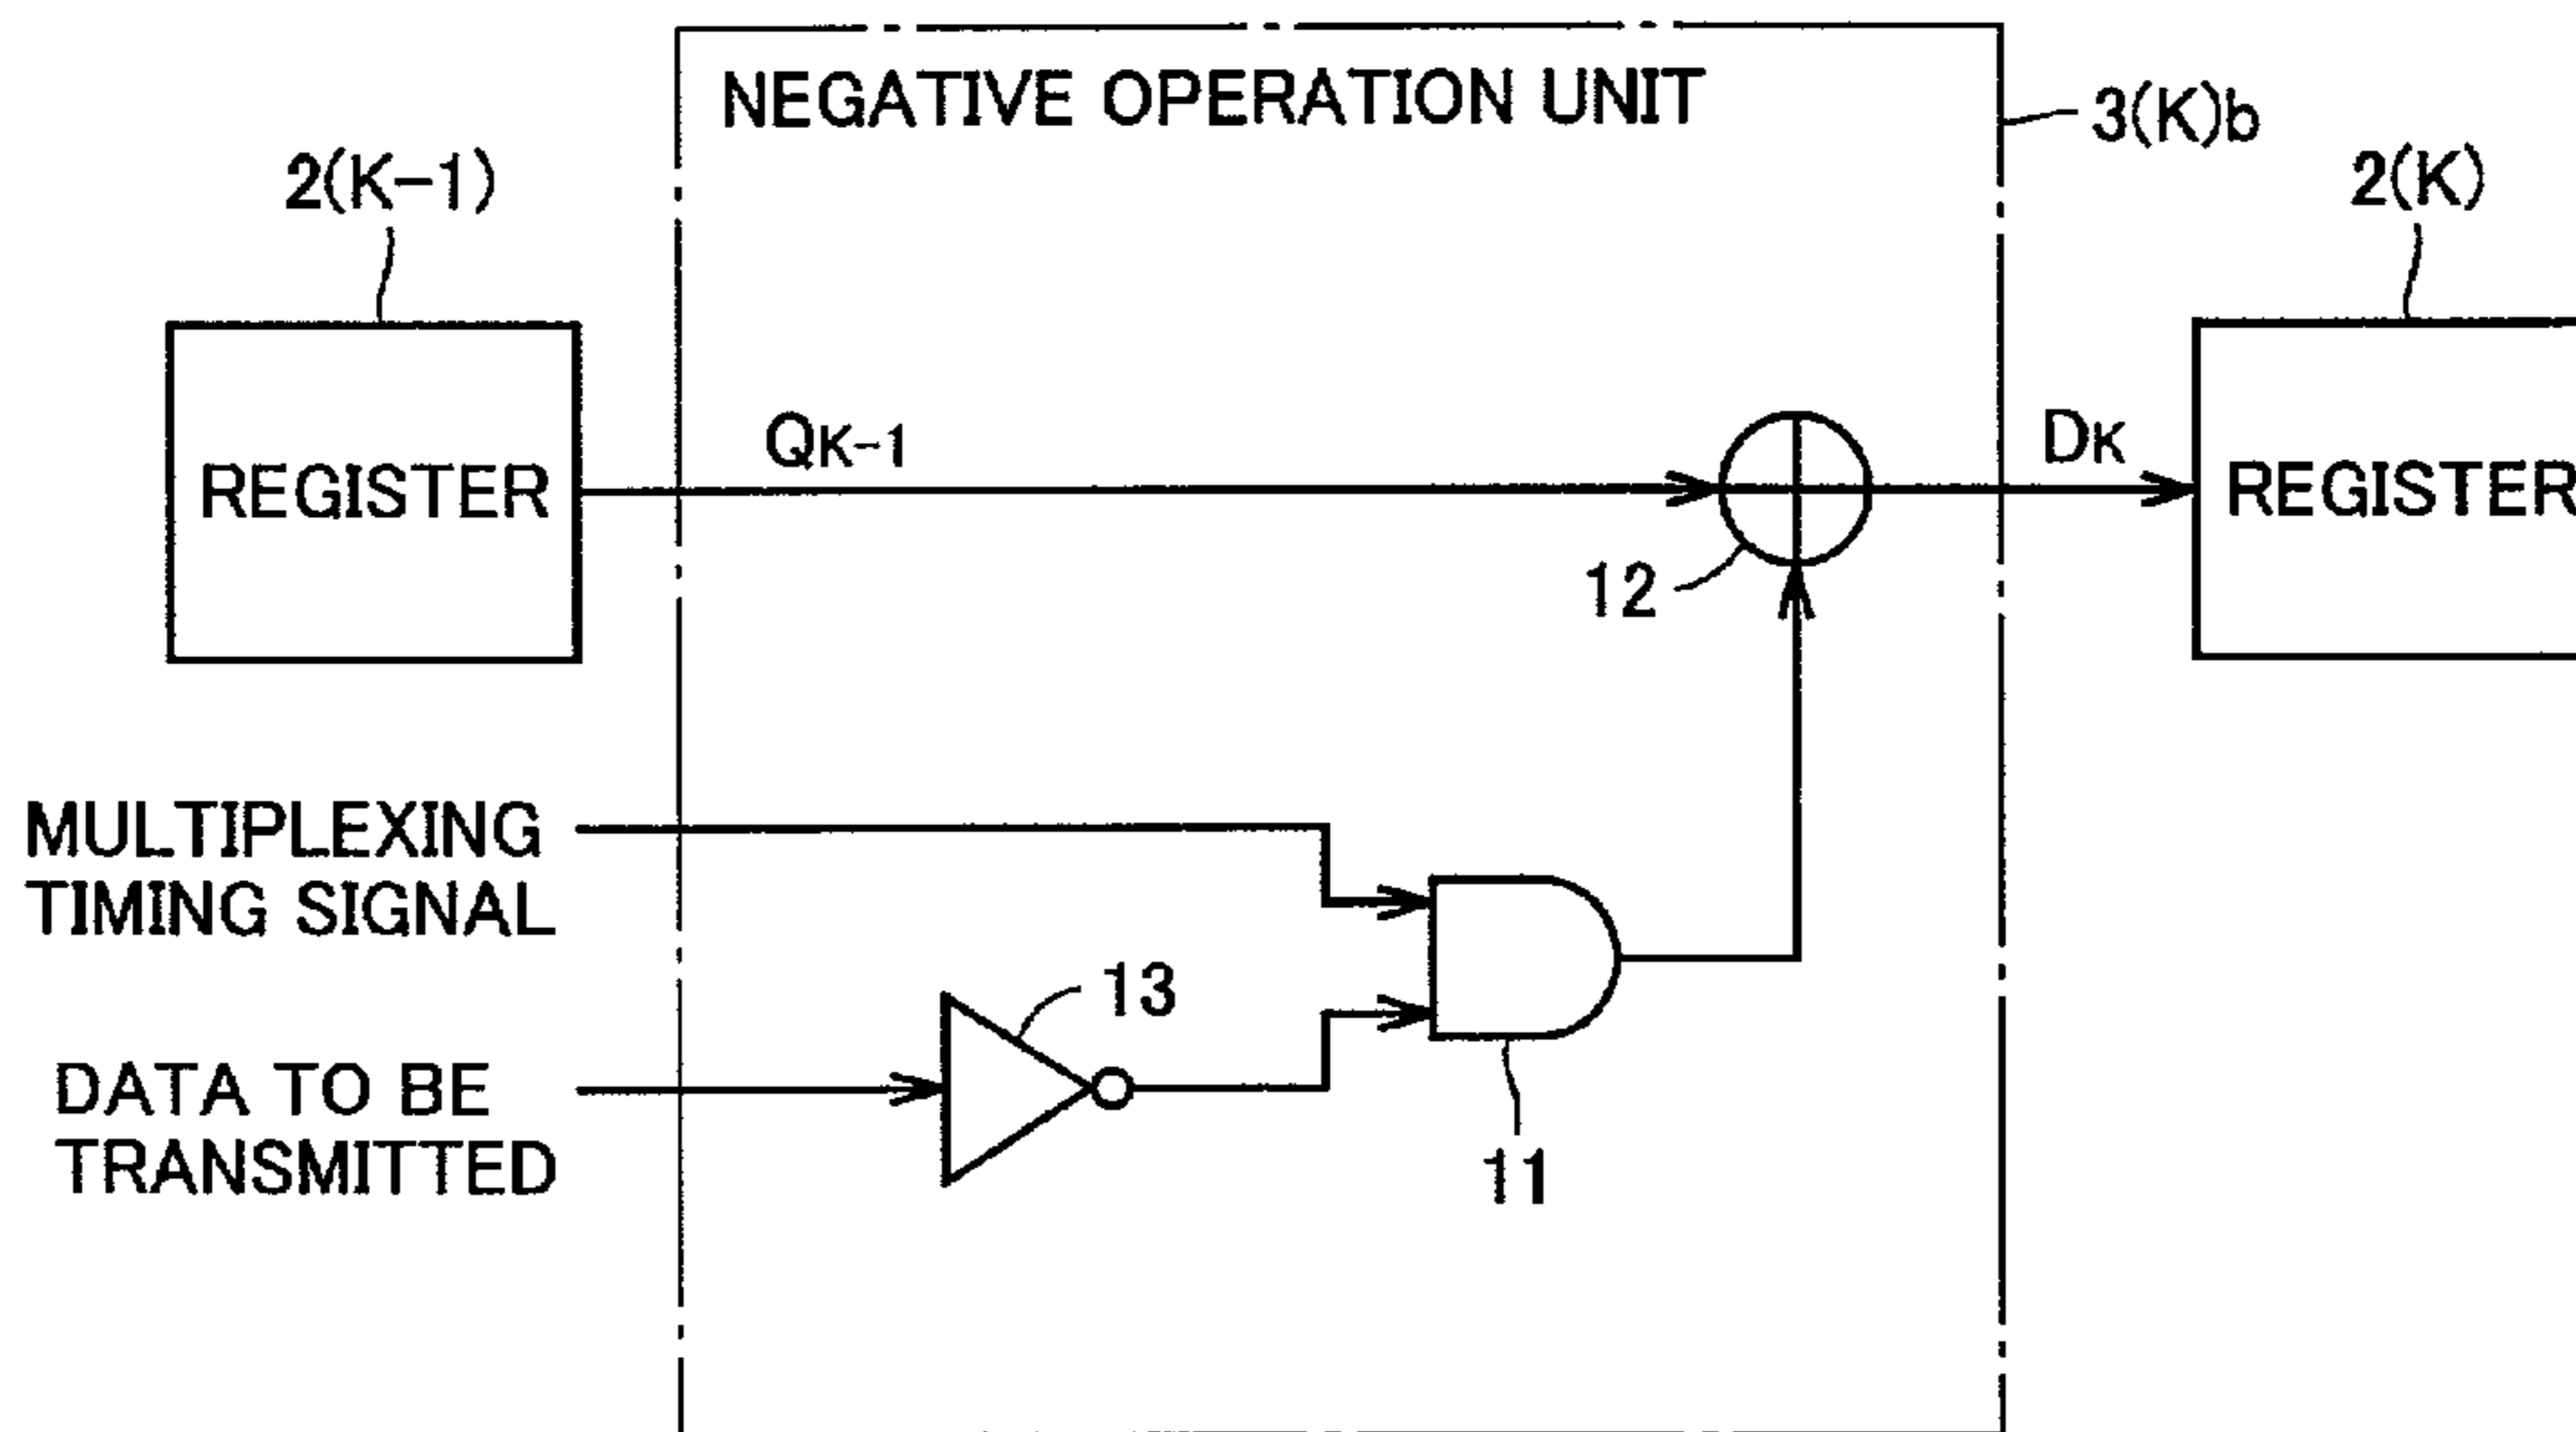 NEGATIVE OPERATION UNIT
3(K)b
2(K-1)
2(K)
REGISTER
QK-1
DK
REGISTER
12
MULTIPLEXING
TIMING SIGNAL
13
DATA TO BE
TRANSMITTED
11